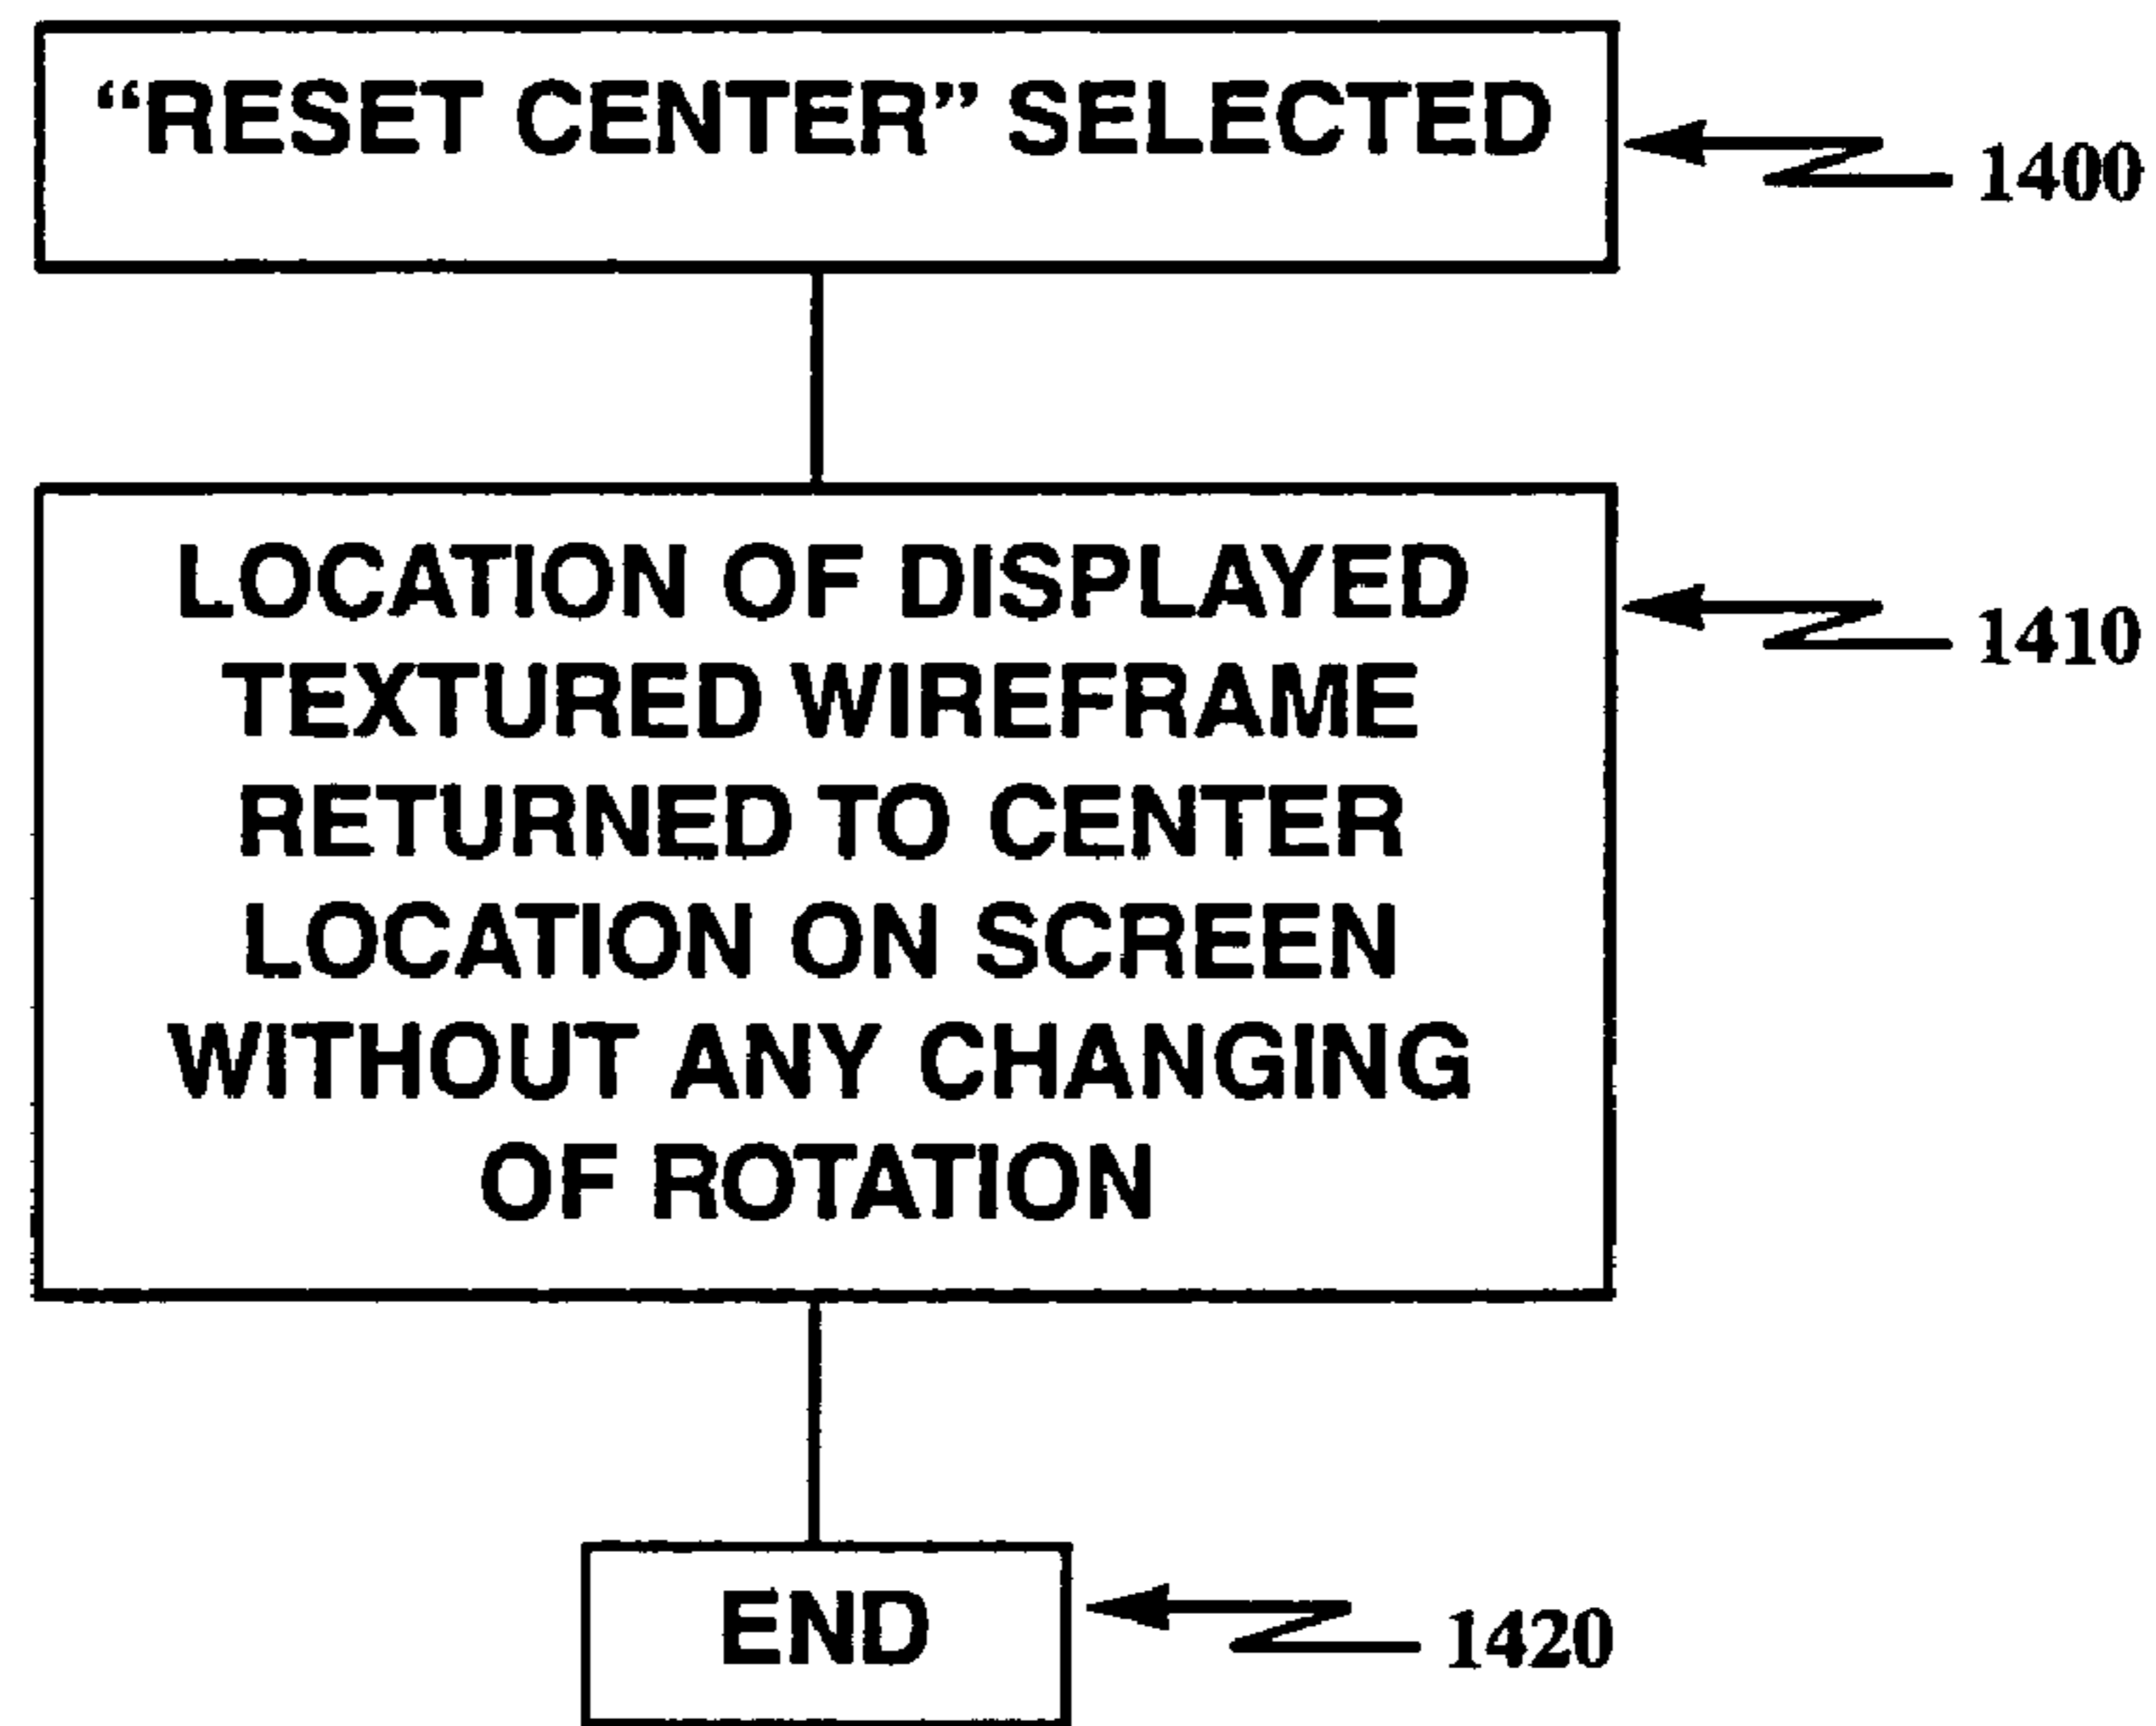 “RESET CENTER” SELECTED
1400
LOCATION OF DISPLAYED
TEXTURED WIREFRAME
RETURNED TO CENTER
LOCATION ON SCREEN
WITHOUT ANY CHANGING
OF ROTATION
1410
END
1420